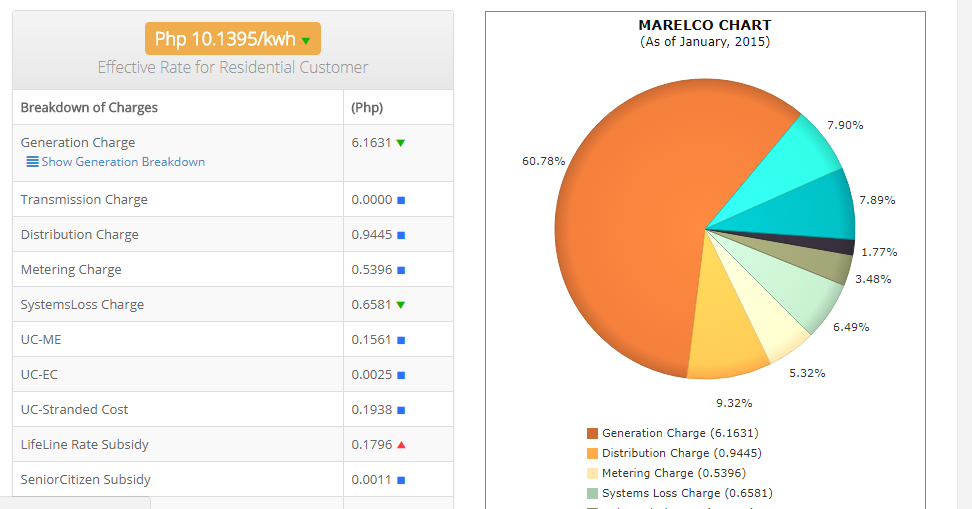 Php 10.1395/kwh
Effective Rate for Residential Customer
Breakdown of Charges (Php)
Generation Charge 6.1631
Show Generation Breakdown
Transmission Charge 0.0000
Distribution Charge 0.9445
Metering Charge 0.5396
SystemsLoss Charge 0.6581
UC-ME 0.1561
UC-EC 0.0025
UC-Stranded Cost 0.1938
LifeLine Rate Subsidy 0.1796
SeniorCitizen Subsidy 0.0011
MARELCO CHART
(As of January, 2015)
7.90%
60.78%
7.89%
1.77%
3.48%
6.49%
5.32%
9.32%
Generation Charge (6.1631)
Distribution Charge (0.9445)
Metering Charge (0.5396)
Systems Loss Charge (0.6581)